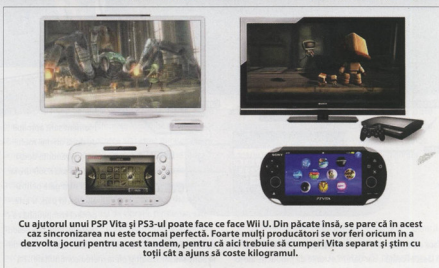 SONY
PSVITA
Cu ajutorul unui PSP Vita și PS3-ul poate face ce face Wii U. Din păcate însă, se pare că în acest
caz sincronizarea nu este tocmai perfectă. Foarte mulți producători se vor feri oricum în a
dezvolta jocuri pentru acest tandem, pentru că aici trebuie să cumperi Vita separat și știm cu
toții cât a ajuns să coste kilogramul.